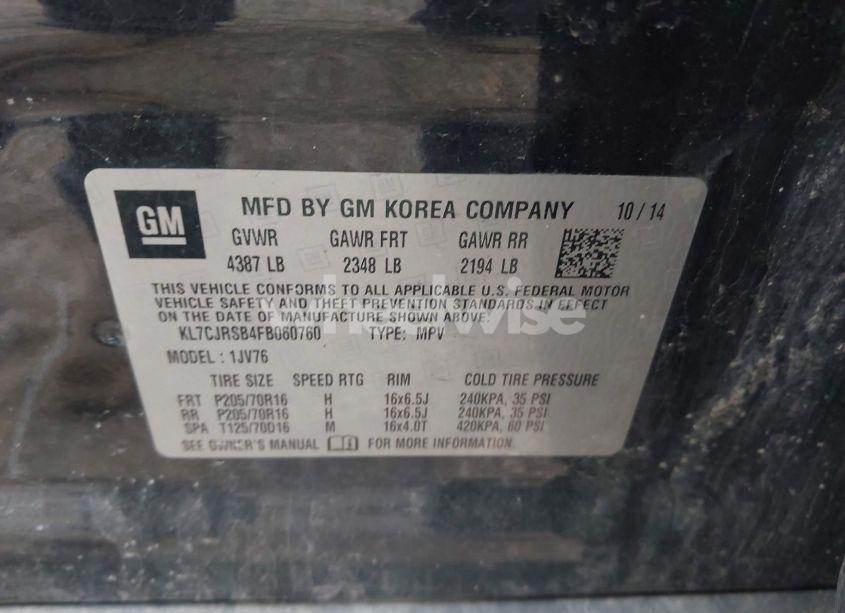 GM MFD BY GM KOREA COMPANY 10 / 14
GVWR GAWR FRT GAWR RR
4387 LB 2348 LB 2194 LB
THIS VEHICLE CONFORMS TO ALL APPLICABLE U.S. FEDERAL MOTOR
VEHICLE SAFETY AND THEFT PREVENTION STANDARDS IN EFFECT
ON THE DATE OF MANUFACTURE SHOWN ABOVE.
KL7CJRSB4FB060760 TYPE: MPV
MODEL : 1JV76
TIRE SIZE SPEED RTG RIM COLD TIRE PRESSURE
FRT P205/70R16 H 16x6.5J 240KPA, 35 PSI
RR P205/70R16 H 16x6.5J 240KPA, 35 PSI
SPA T125/70D16 M 16x4.0T 420KPA, 60 PSI
SEE OWNER'S MANUAL FOR MORE INFORMATION.